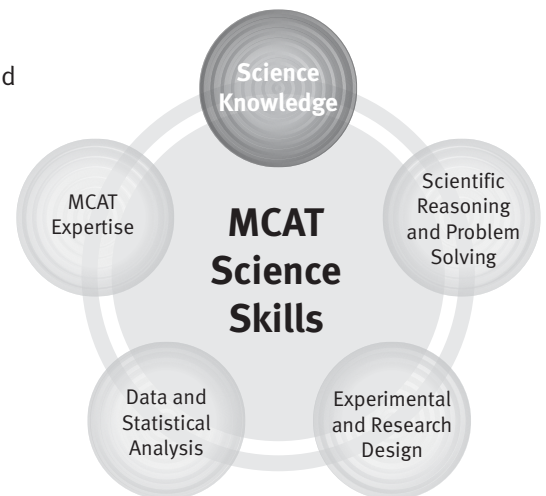 d
Science
Knowledge
MCAT
Expertise
MCAT
Science
Skills
Scientific
Reasoning
and Problem
Solving
Data and
Statistical
Analysis
Experimental
and Research
Design